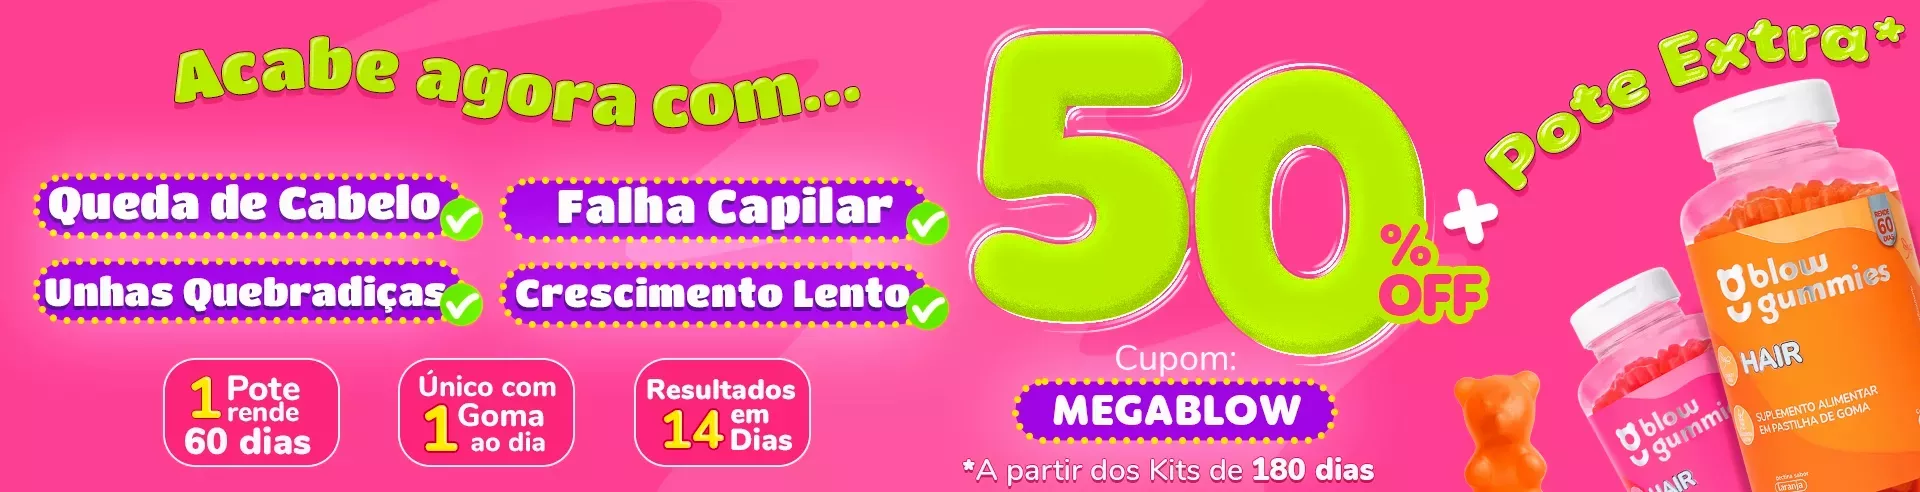 Acabe agora com...
Queda de Cabelo
Falha Capilar
Unhas Quebradiças
Crescimento Lento
1 Pote
rende
60 dias
Único com
1 Goma
ao dia
Resultados
14 em
Dias
50
%
OFF
+ Pote Extra*
Cupom:
MEGABLOW
*A partir dos Kits de 180 dias
RENDE
60
DIAS
blow
gummies
HAIR
SUPLEMENTO ALIMENTAR
EM PASTILHA DE GOMA
laranja
blow
gummi
HAIR